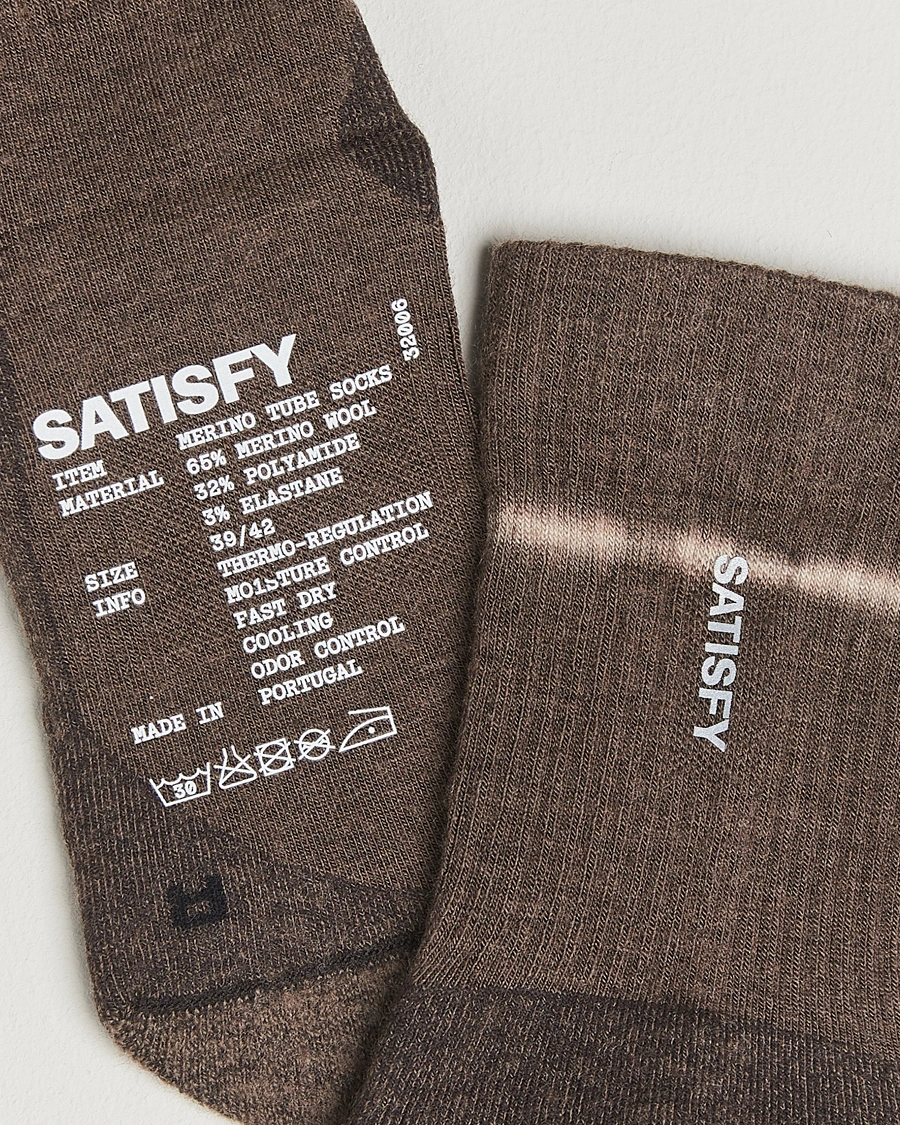 32006
SATISFY
ITEM MERINO TUBE SOCKS
MATERIAL 65% MERINO WOOL
32% POLYAMIDE
3% ELASTANE
SIZE 39/42
INFO THERMO-REGULATION
MOISTURE CONTROL
FAST DRY
COOLING
ODOR CONTROL
MADE IN PORTUGAL
30
SATISFY